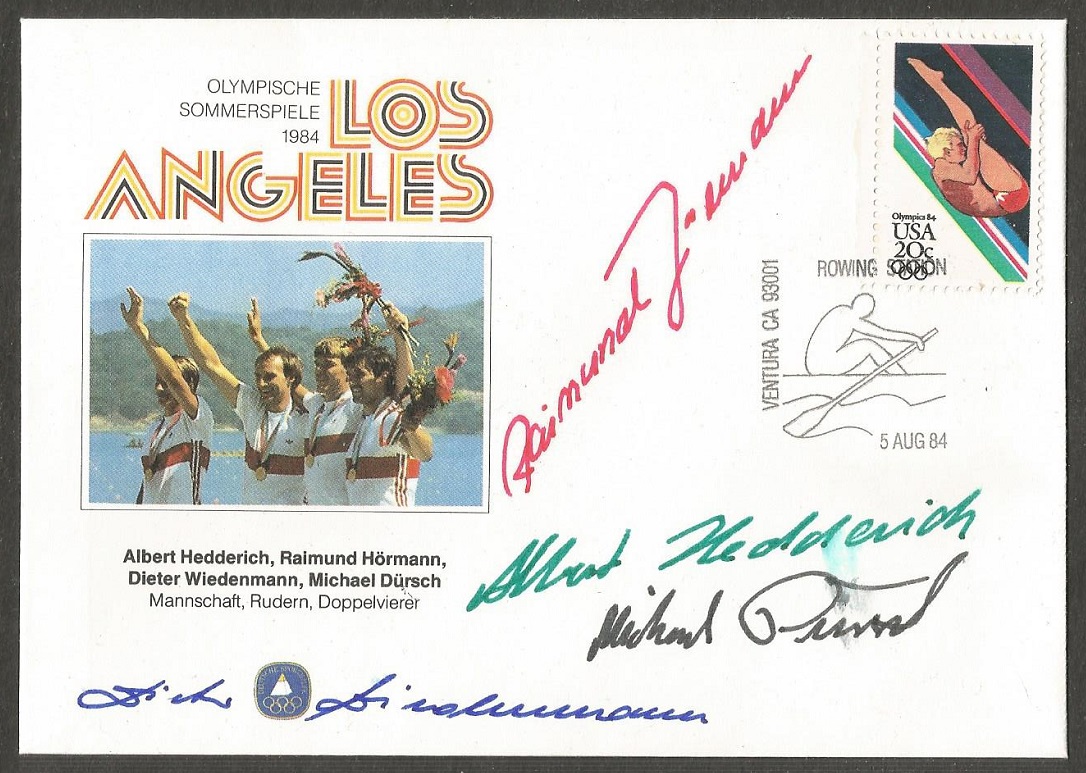 OLYMPISCHE
SOMMERSPIELE
1984
LOS
ANGELES
Albert Hedderich, Raimund Hörmann,
Dieter Wiedenmann, Michael Dürsch
Mannschaft, Rudern, Doppelvierer
Raimund Hörmann
Albert Hedderich
Michael Dürsch
Dieter Wiedenmann
Olympics 84
USA
20c
ROWING STATION
VENTURA CA 93001
5 AUG 84